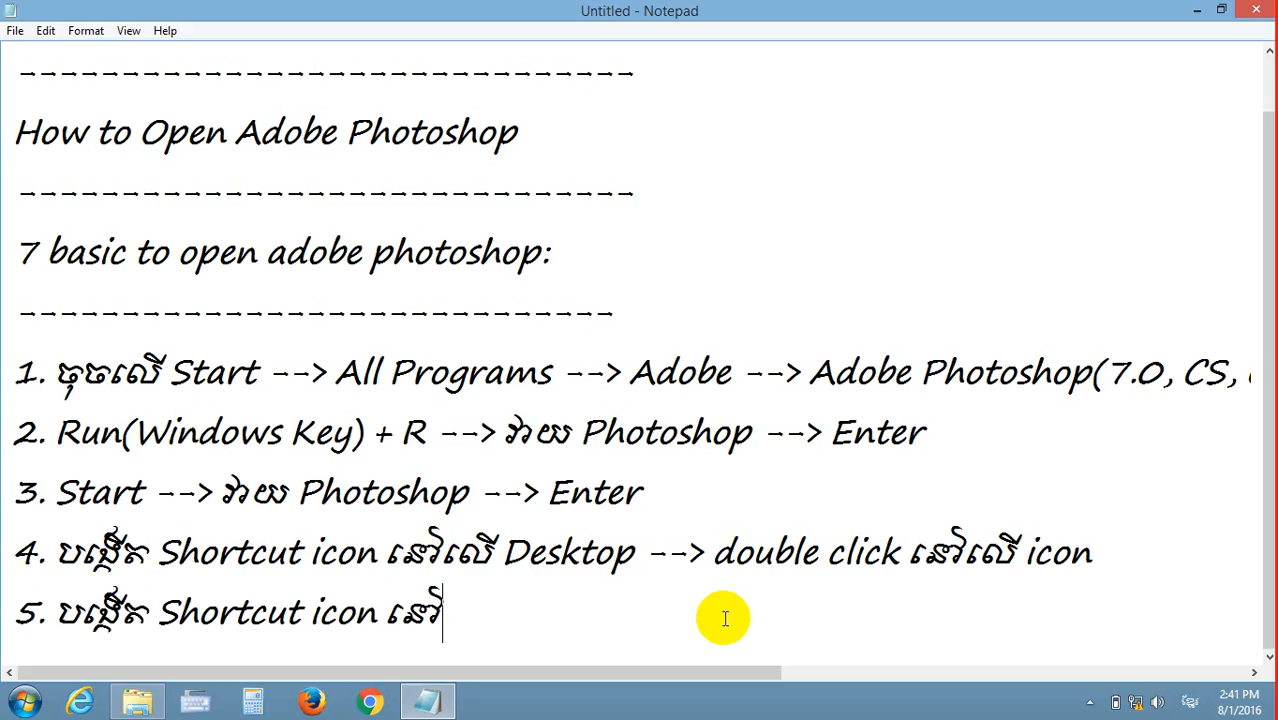 Untitled - Notepad
File Edit Format View Help
------------------------------
How to Open Adobe Photoshop
------------------------------
7 basic to open adobe photoshop:
-----------------------------
1. ចុចលើ Start --> All Programs --> Adobe --> Adobe Photoshop(7.0, CS,
2. Run(Windows Key) + R --> វាយ Photoshop --> Enter
3. Start --> វាយ Photoshop --> Enter
4. បង្កើត Shortcut icon នៅលើ Desktop --> double click នៅលើ icon
5. បង្កើត Shortcut icon នៅ
2:41 PM
8/1/2016